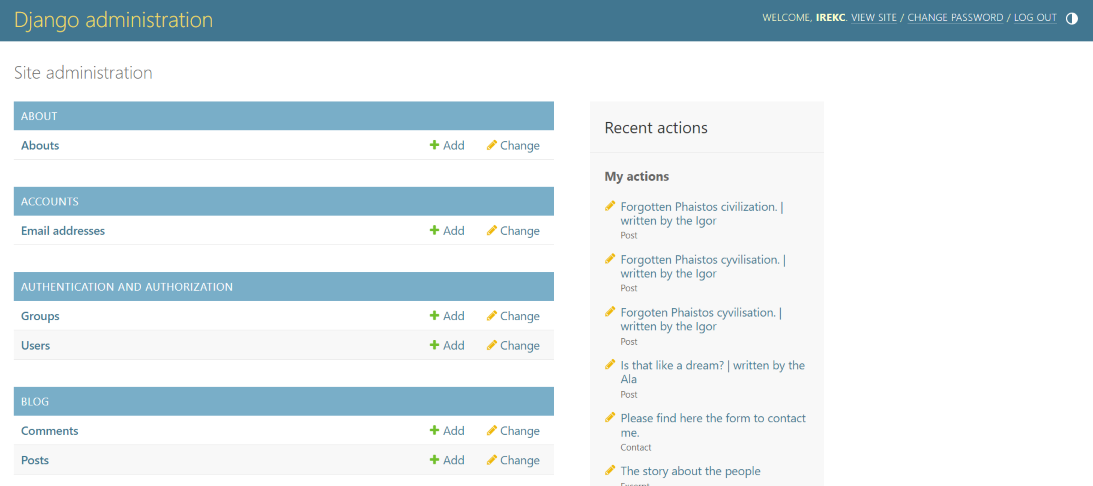 Django administration
WELCOME, IREKC. VIEW SITE / CHANGE PASSWORD / LOG OUT
Site administration
ABOUT
Abouts Add Change
ACCOUNTS
Email addresses Add Change
AUTHENTICATION AND AUTHORIZATION
Groups Add Change
Users Add Change
BLOG
Comments Add Change
Posts Add Change
Recent actions
My actions
Forgotten Phaistos civilization. |
written by the Igor
Post
Forgotten Phaistos cyvilisation. |
written by the Igor
Post
Forgoten Phaistos cyvilisation. |
written by the Igor
Post
Is that like a dream? | written by the
Ala
Post
Please find here the form to contact
me.
Contact
The story about the people